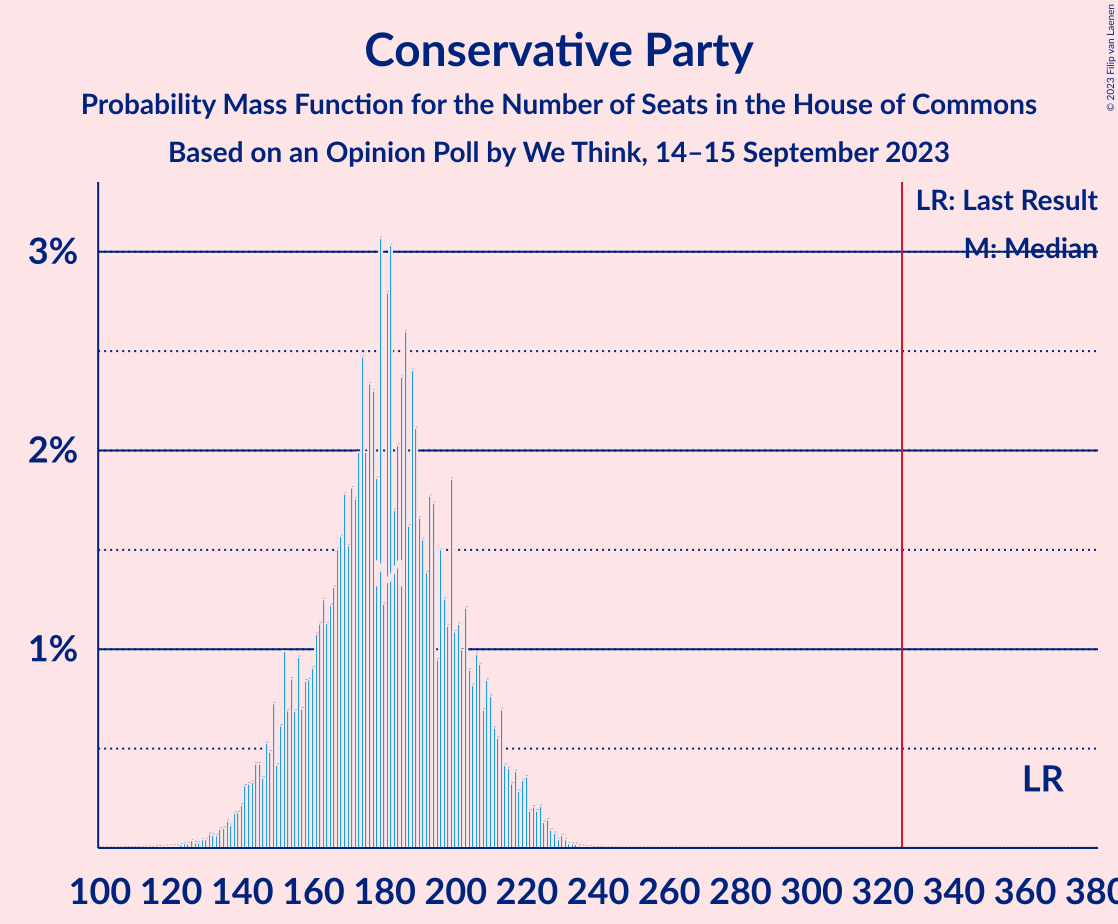 Conservative Party
Probability Mass Function for the Number of Seats in the House of Commons
Based on an Opinion Poll by We Think, 14–15 September 2023
© 2023 Filip van Laenen
LR: Last Result
M: Median
3%
2%
1%
LR
100 120 140 160 180 200 220 240 260 280 300 320 340 360 380